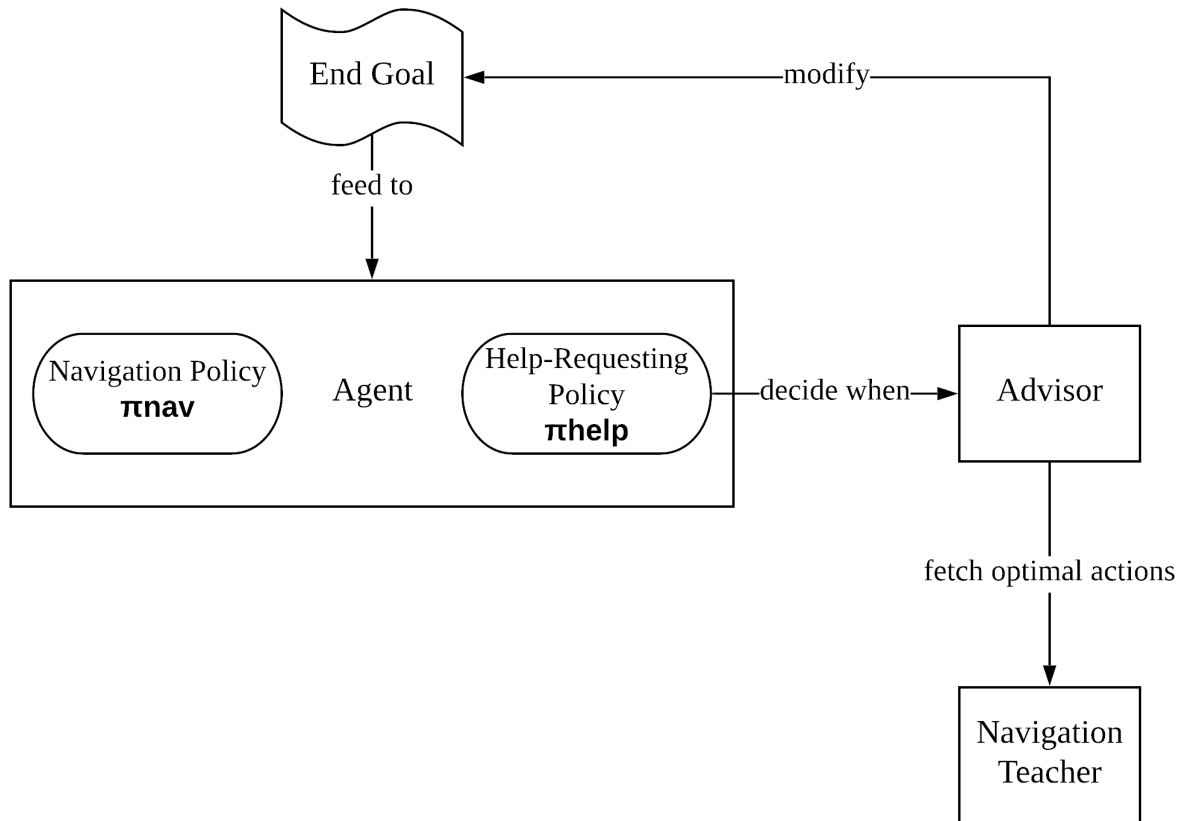 End Goal
modify
feed to
Navigation Policy
πnav
Agent
Help-Requesting
Policy
πhelp
decide when
Advisor
fetch optimal actions
Navigation
Teacher